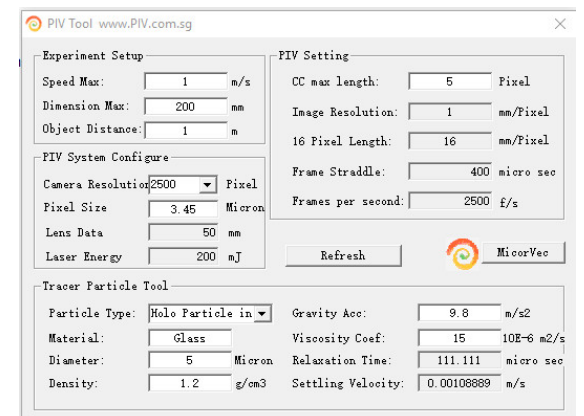 PIV Tool www.PIV.com.sg
Experiment Setup
Speed Max: 1 m/s
Dimension Max: 200 mm
Object Distance: 1 m
PIV Setting
CC max length: 5 Pixel
Image Resolution: 1 mm/Pixel
16 Pixel Length: 16 mm/Pixel
Frame Straddle: 400 micro sec
Frames per second: 2500 f/s
PIV System Configure
Camera Resolution 2500 Pixel
Pixel Size 3.45 Micron
Lens Data 50 mm
Laser Energy 200 mJ
Refresh
MicorVec
Tracer Particle Tool
Particle Type: Holo Particle in
Material: Glass
Diameter: 5 Micron
Density: 1.2 g/cm3
Gravity Acc: 9.8 m/s2
Viscosity Coef: 15 10E-6 m2/s
Relaxation Time: 111.111 micro sec
Settling Velocity: 0.00108889 m/s